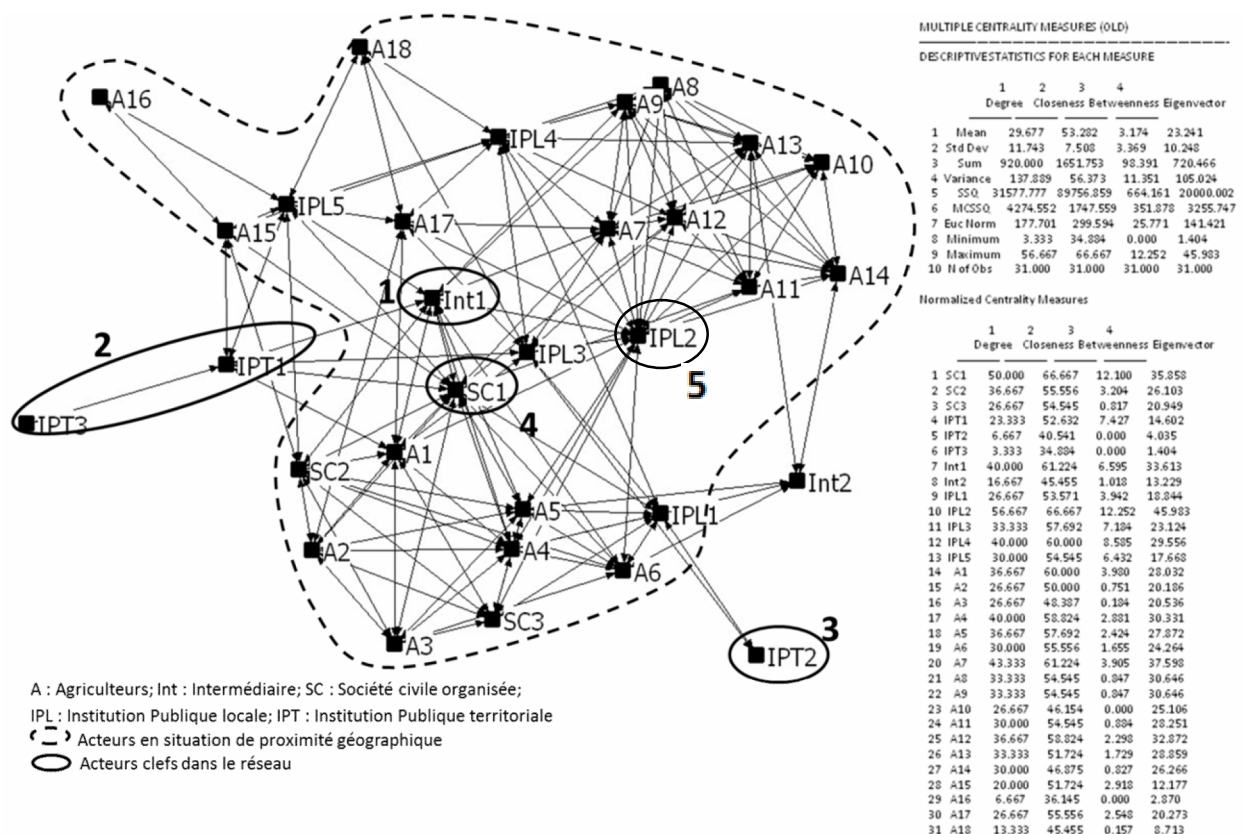 A18
A16
A8
A9
IPL4
A13
A10
IPL5
A15
A17
A7
A12
A14
A11
1
Int1
2
IPL3
IPL2
IPT1
SC1
5
IPT3
4
A1
SC2
Int2
A5
IPL1
A2
A4
A6
SC3
A3
3
IPT2
A : Agriculteurs; Int : Intermédiaire; SC : Société civile organisée;
IPL : Institution Publique locale; IPT : Institution Publique territoriale
Acteurs en situation de proximité géographique
Acteurs clefs dans le réseau
MULTIPLE CENTRALITY MEASURES (OLD)
DESCRIPTIVE STATISTICS FOR EACH MEASURE
1 2 3 4
Degree Closeness Betweenness Eigenvector
1 Mean 29.677 53.282 3.174 23.241
2 Std Dev 11.743 7.508 3.369 10.248
3 Sum 920.000 1651.753 98.391 720.466
4 Variance 137.889 56.373 11.351 105.024
5 SSQ 31577.777 89756.859 664.161 20000.002
6 MCSSQ 4274.552 1747.559 351.878 3255.747
7 Euc Norm 177.701 299.594 25.771 141.421
8 Minimum 3.333 34.884 0.000 1.404
9 Maximum 56.667 66.667 12.252 45.983
10 N of Obs 31.000 31.000 31.000 31.000
Normalized Centrality Measures
1 2 3 4
Degree Closeness Betweenness Eigenvector
1 SC1 50.000 66.667 12.100 35.858
2 SC2 36.667 55.556 3.204 26.103
3 SC3 26.667 54.545 0.817 20.949
4 IPT1 23.333 52.632 7.427 14.602
5 IPT2 6.667 40.541 0.000 4.035
6 IPT3 3.333 34.884 0.000 1.404
7 Int1 40.000 61.224 6.595 33.613
8 Int2 16.667 45.455 1.018 13.229
9 IPL1 26.667 53.571 3.942 18.844
10 IPL2 56.667 66.667 12.252 45.983
11 IPL3 33.333 57.692 7.184 23.124
12 IPL4 40.000 60.000 8.585 29.556
13 IPL5 30.000 54.545 6.432 17.668
14 A1 36.667 60.000 3.980 28.032
15 A2 26.667 50.000 0.751 20.186
16 A3 26.667 48.387 0.184 20.536
17 A4 40.000 58.824 2.881 30.331
18 A5 36.667 57.692 2.424 27.872
19 A6 30.000 55.556 1.655 24.264
20 A7 43.333 61.224 3.905 37.598
21 A8 33.333 54.545 0.847 30.646
22 A9 33.333 54.545 0.847 30.646
23 A10 26.667 46.154 0.000 25.106
24 A11 30.000 54.545 0.884 28.251
25 A12 36.667 58.824 2.298 32.872
26 A13 33.333 51.724 1.729 28.859
27 A14 30.000 46.875 0.827 26.266
28 A15 20.000 51.724 2.918 12.177
29 A16 6.667 36.145 0.000 2.870
30 A17 26.667 55.556 2.548 20.273
31 A18 13.333 45.455 0.157 8.713